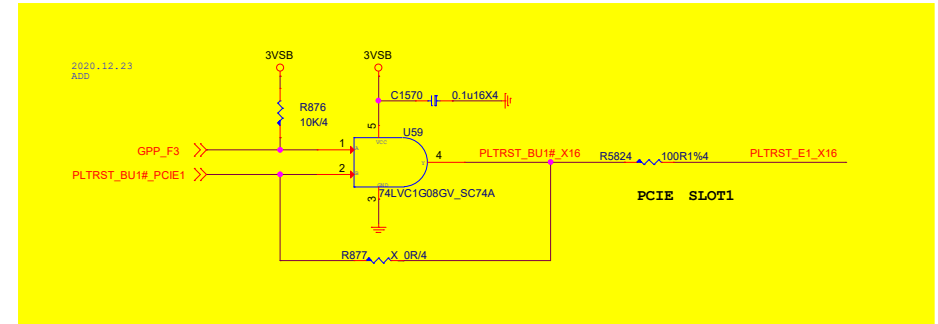 2020.12.23
ADD
3VSB
3VSB
C1570
0.1u16X4
R876
10K/4
5
U59
VCC
GPP_F3
1
A
4
PLTRST_BU1#_X16
R5824
100R1%4
PLTRST_E1_X16
Y
PLTRST_BU1#_PCIE1
2
B
GND
3
74LVC1G08GV_SC74A
PCIE SLOT1
R877
X_0R/4